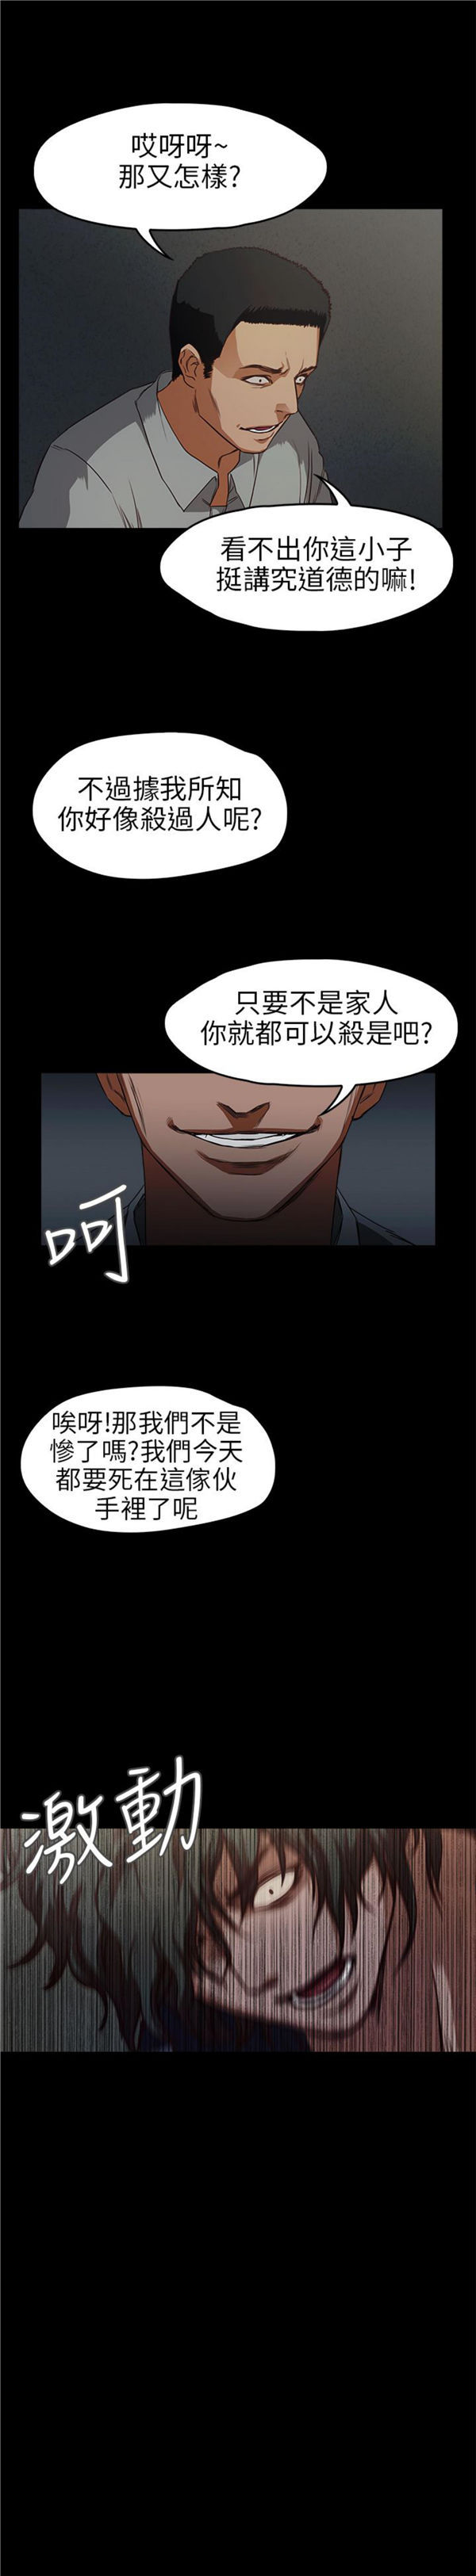 哎呀呀~
那又怎樣?
看不出你這小子
挺講究道德的嘛!
不過據我所知
你好像殺過人呢?
只要不是家人
你就都可以殺是吧?
呵
唉呀!那我們不是
慘了嗎?我們今天
都要死在這傢伙
手裡了呢
激動